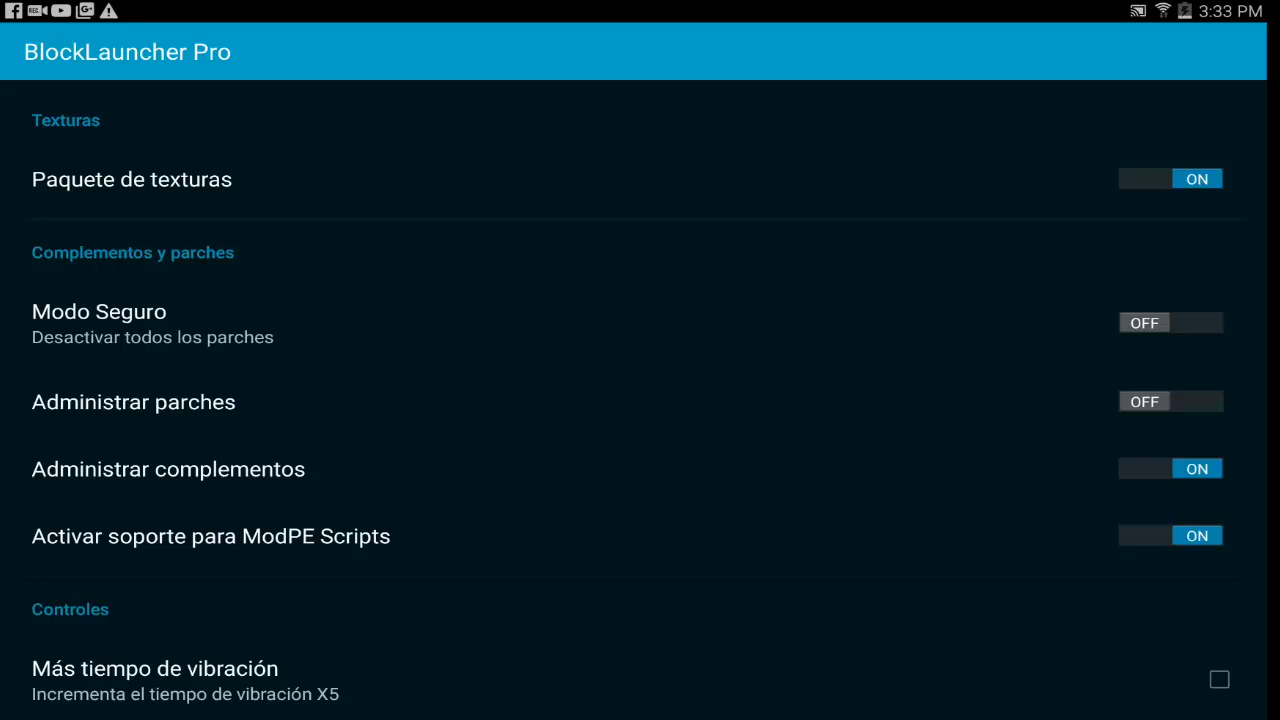 REC
G+
3:33 PM
BlockLauncher Pro
Texturas
Paquete de texturas
ON
Complementos y parches
Modo Seguro
Desactivar todos los parches
OFF
Administrar parches
OFF
Administrar complementos
ON
Activar soporte para ModPE Scripts
ON
Controles
Más tiempo de vibración
Incrementa el tiempo de vibración X5